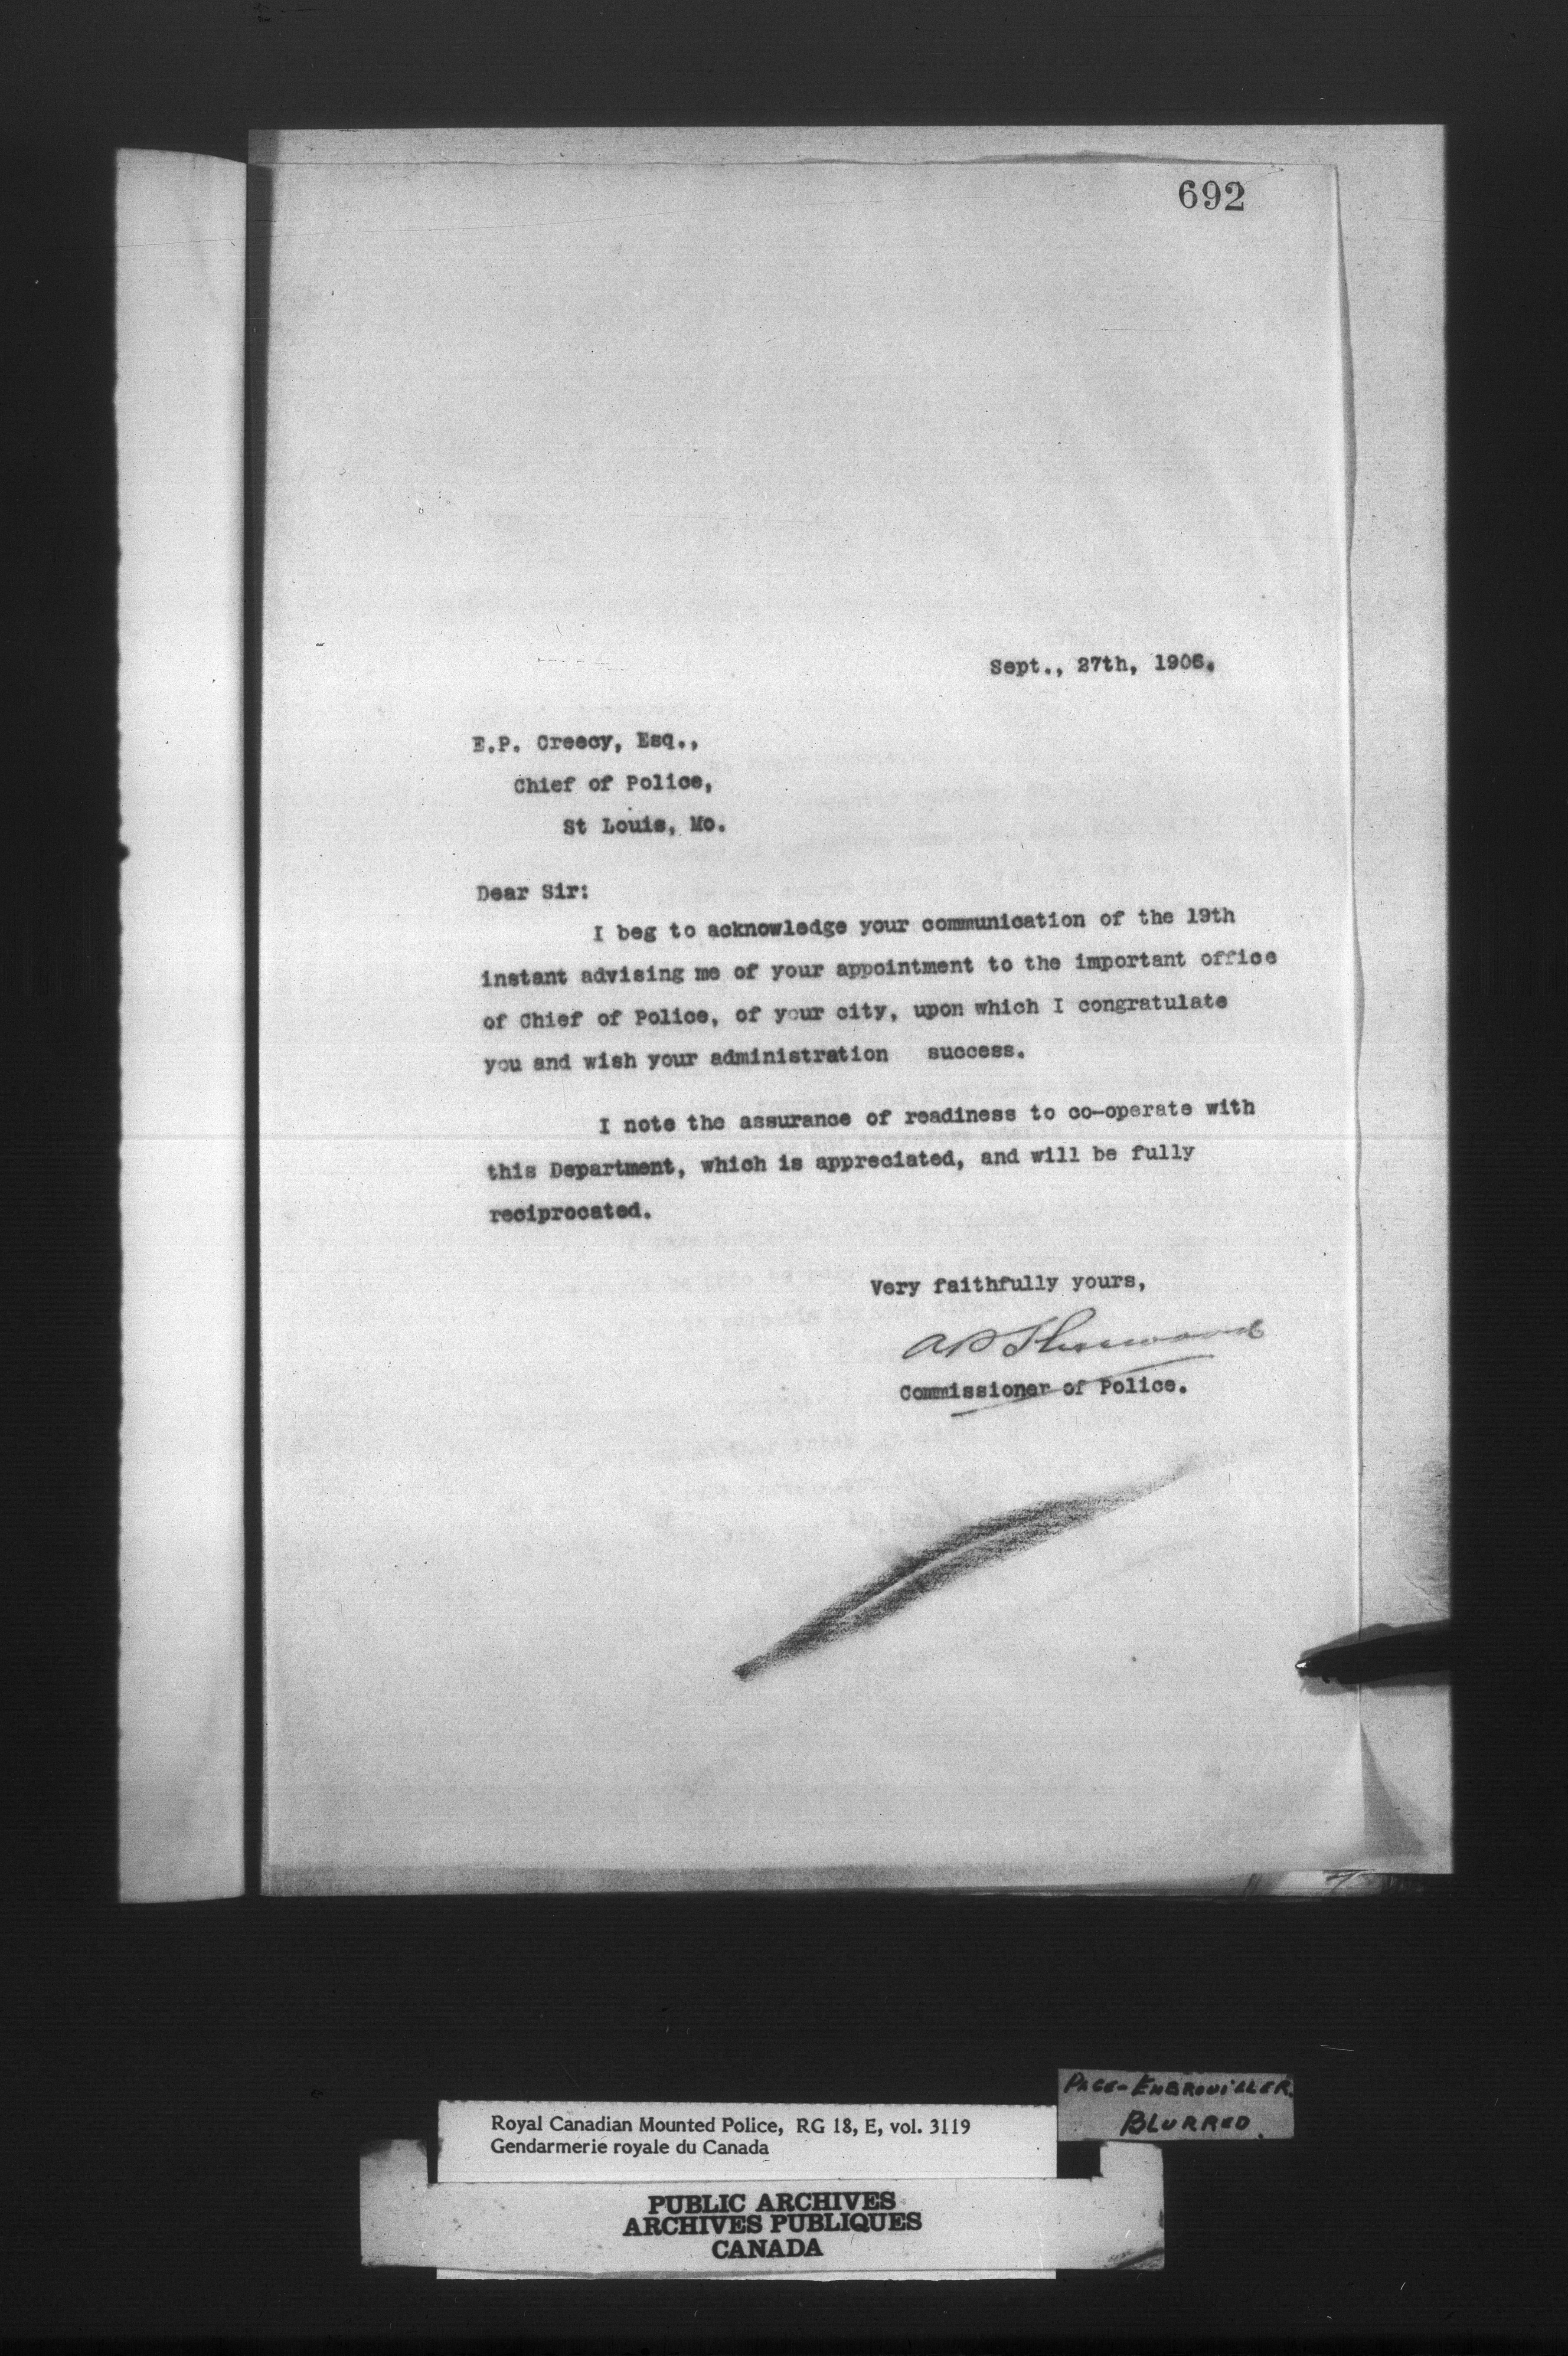 692
Sept., 27th, 1906.
E.P. Creecy, Esq.,
Chief of Police,
St Louis, Mo.
Dear Sir:
I beg to acknowledge your communication of the 19th
instant advising me of your appointment to the important office
of Chief of Police, of your city, upon which I congratulate
you and wish your administration success.
I note the assurance of readiness to co-operate with
this Department, which is appreciated, and will be fully
reciprocated.
Very faithfully yours,
AP Sherwood
Commissioner of Police.
PAGE-EMBROUILLER.
BLURRED.
Royal Canadian Mounted Police, RG 18, E, vol. 3119
Gendarmerie royale du Canada
PUBLIC ARCHIVES
ARCHIVES PUBLIQUES
CANADA